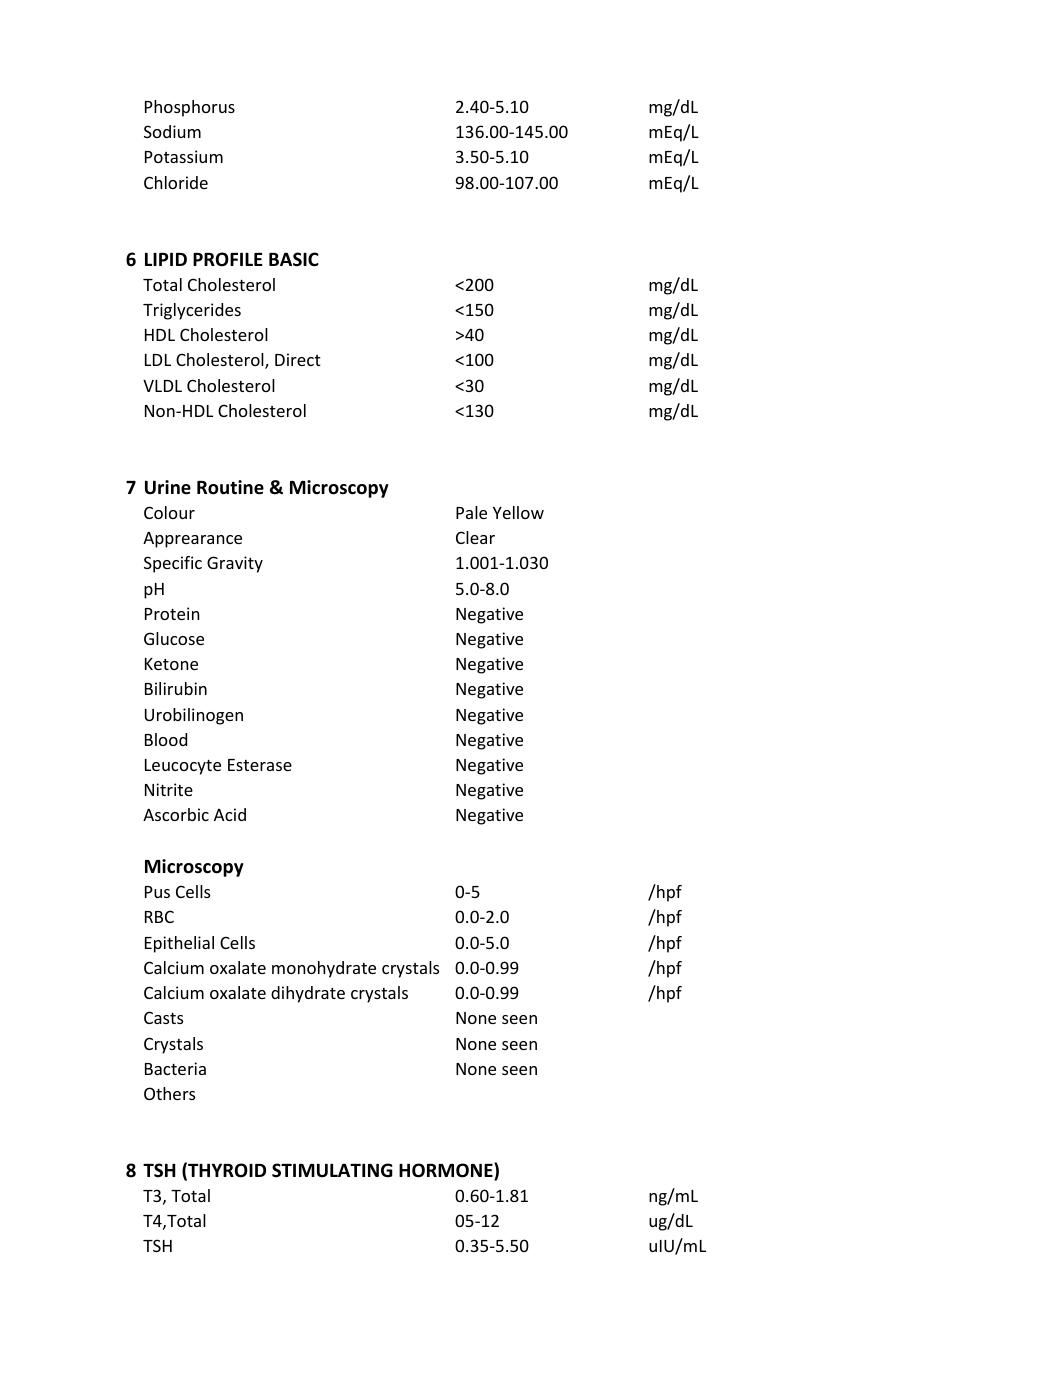 Phosphorus 2.40-5.10 mg/dL
Sodium 136.00-145.00 mEq/L
Potassium 3.50-5.10 mEq/L
Chloride 98.00-107.00 mEq/L
6 LIPID PROFILE BASIC
Total Cholesterol <200 mg/dL
Triglycerides <150 mg/dL
HDL Cholesterol >40 mg/dL
LDL Cholesterol, Direct <100 mg/dL
VLDL Cholesterol <30 mg/dL
Non-HDL Cholesterol <130 mg/dL
7 Urine Routine & Microscopy
Colour Pale Yellow
Apprearance Clear
Specific Gravity 1.001-1.030
pH 5.0-8.0
Protein Negative
Glucose Negative
Ketone Negative
Bilirubin Negative
Urobilinogen Negative
Blood Negative
Leucocyte Esterase Negative
Nitrite Negative
Ascorbic Acid Negative
Microscopy
Pus Cells 0-5 /hpf
RBC 0.0-2.0 /hpf
Epithelial Cells 0.0-5.0 /hpf
Calcium oxalate monohydrate crystals 0.0-0.99 /hpf
Calcium oxalate dihydrate crystals 0.0-0.99 /hpf
Casts None seen
Crystals None seen
Bacteria None seen
Others
8 TSH (THYROID STIMULATING HORMONE)
T3, Total 0.60-1.81 ng/mL
T4,Total 05-12 ug/dL
TSH 0.35-5.50 uIU/mL